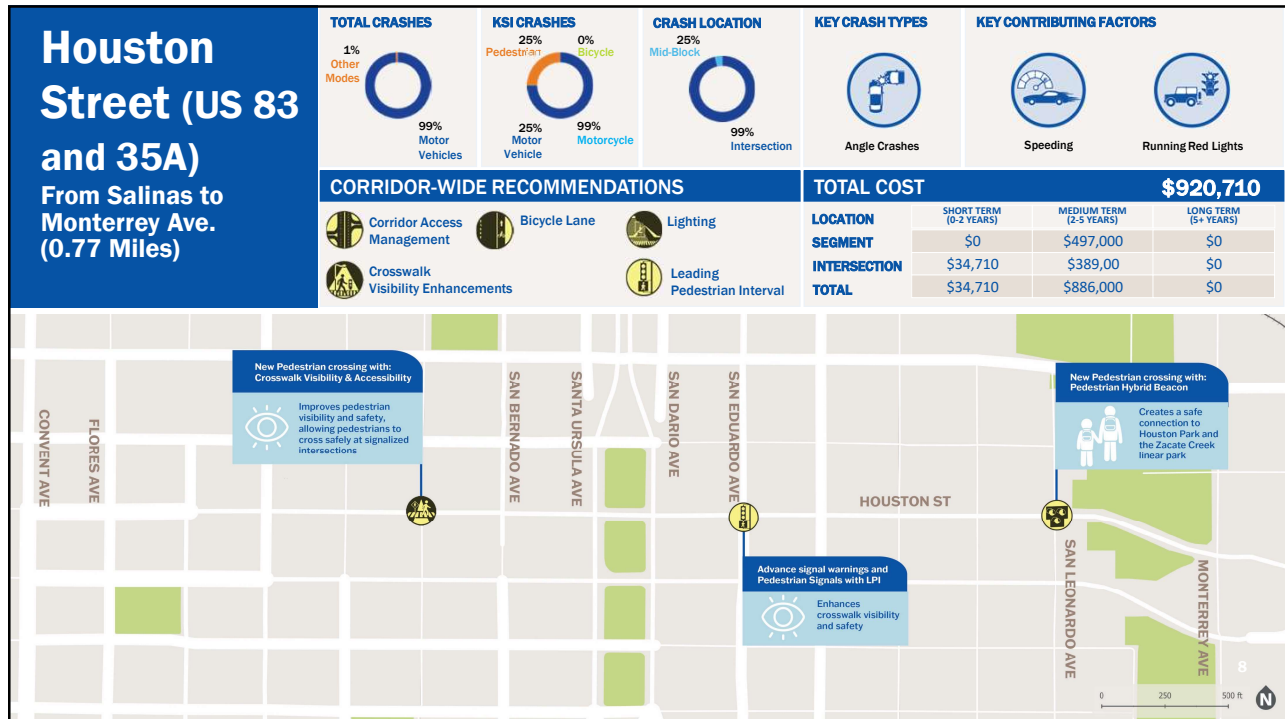 Houston
Street (US 83
and 35A)
From Salinas to
Monterrey Ave.
(0.77 Miles)
TOTAL CRASHES
1%
Other
Modes
99%
Motor
Vehicles
KSI CRASHES
25%
Pedestrian
0%
Bicycle
25%
Motor
Vehicle
99%
Motorcycle
CRASH LOCATION
25%
Mid-Block
99%
Intersection
KEY CRASH TYPES
Angle Crashes
KEY CONTRIBUTING FACTORS
Speeding
Running Red Lights
CORRIDOR-WIDE RECOMMENDATIONS
Corridor Access
Management
Bicycle Lane
Lighting
Crosswalk
Visibility Enhancements
Leading
Pedestrian Interval
TOTAL COST $920,710
LOCATION SHORT TERM (0-2 YEARS) MEDIUM TERM (2-5 YEARS) LONG TERM (5+ YEARS)
SEGMENT $0 $497,000 $0
INTERSECTION $34,710 $389,00 $0
TOTAL $34,710 $886,000 $0
New Pedestrian crossing with:
Crosswalk Visibility & Accessibility
Improves pedestrian
visibility and safety,
allowing pedestrians to
cross safely at signalized
intersections
New Pedestrian crossing with:
Pedestrian Hybrid Beacon
Creates a safe
connection to
Houston Park and
the Zacate Creek
linear park
CONVENT AVE
FLORES AVE
SAN BERNADO AVE
SANTA URSULA AVE
SAN DARIO AVE
SAN EDUARDO AVE
HOUSTON ST
SAN LEONARDO AVE
MONTERREY AVE
Advance signal warnings and
Pedestrian Signals with LPI
Enhances
crosswalk visibility
and safety
8
0 250 500 ft
N